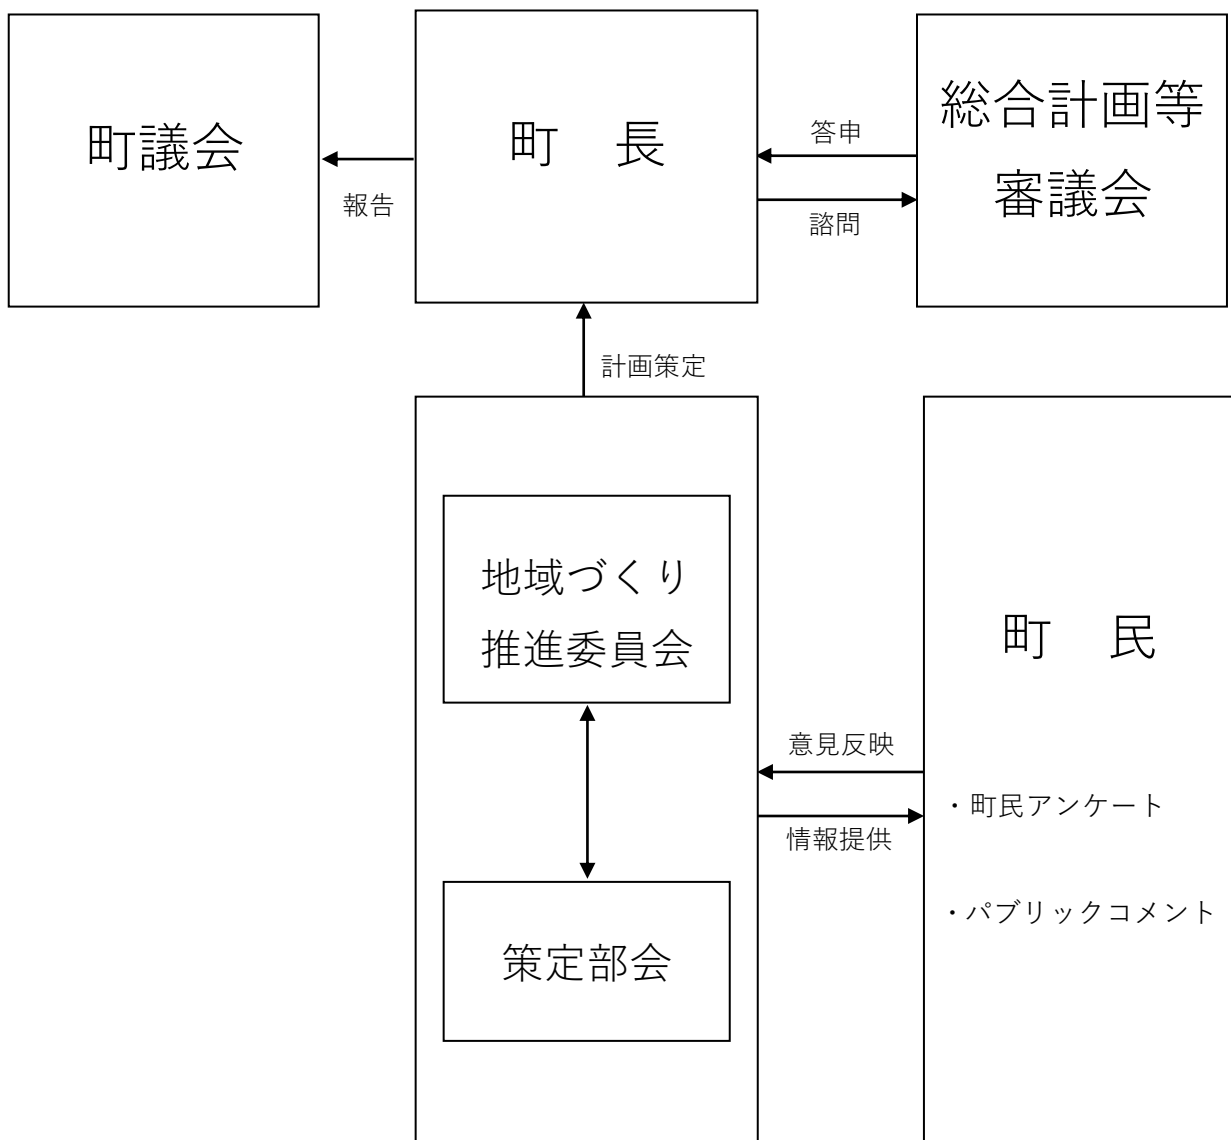 町議会
報告
町　長
答申
諮問
総合計画等
審議会
計画策定
地域づくり
推進委員会
策定部会
意見反映
情報提供
町　民
・町民アンケート
・パブリックコメント